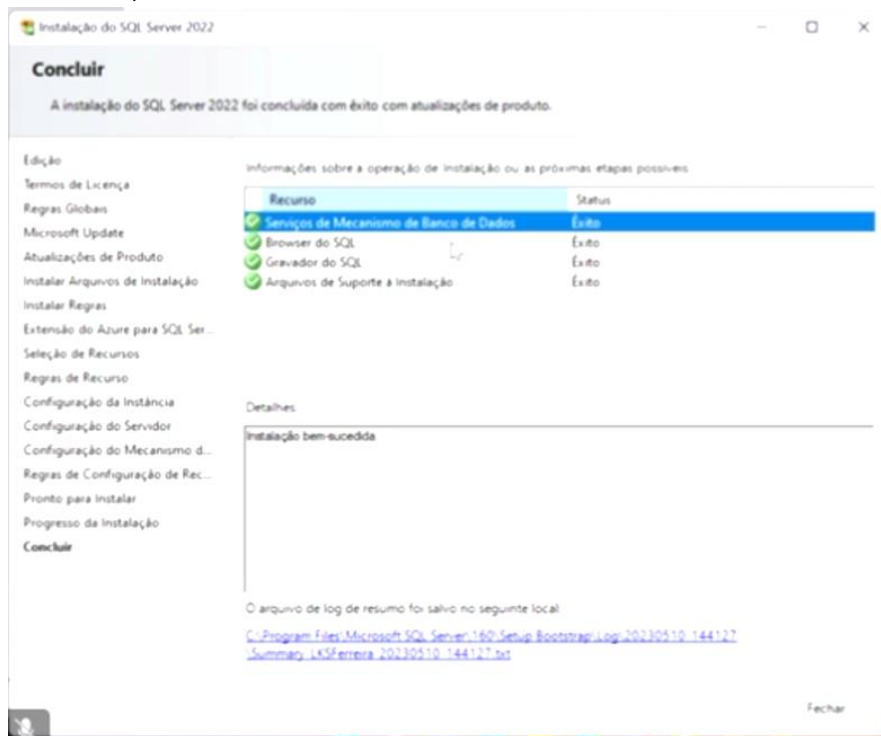 Instalação do SQL Server 2022
Concluir
A instalação do SQL Server 2022 foi concluída com êxito com atualizações de produto.
Edição
Termos de Licença
Regras Globais
Microsoft Update
Atualizações de Produto
Instalar Arquivos de Instalação
Instalar Regras
Extensão do Azure para SQL Ser...
Seleção de Recursos
Regras de Recurso
Configuração da Instância
Configuração do Servidor
Configuração do Mecanismo d...
Regras de Configuração de Rec...
Pronto para Instalar
Progresso da Instalação
Concluir
Informações sobre a operação de Instalação ou as próximas etapas possíveis
Recurso Status
Serviços de Mecanismo de Banco de Dados Êxito
Browser do SQL Êxito
Gravador do SQL Êxito
Arquivos de Suporte à Instalação Êxito
Detalhes
Instalação bem-sucedida
O arquivo de log de resumo foi salvo no seguinte local
C:\Program Files\Microsoft SQL Server\160\Setup Bootstrap\Log\20230510_144127
\Summary_LKSFerreira_20230510_144127.txt
Fechar